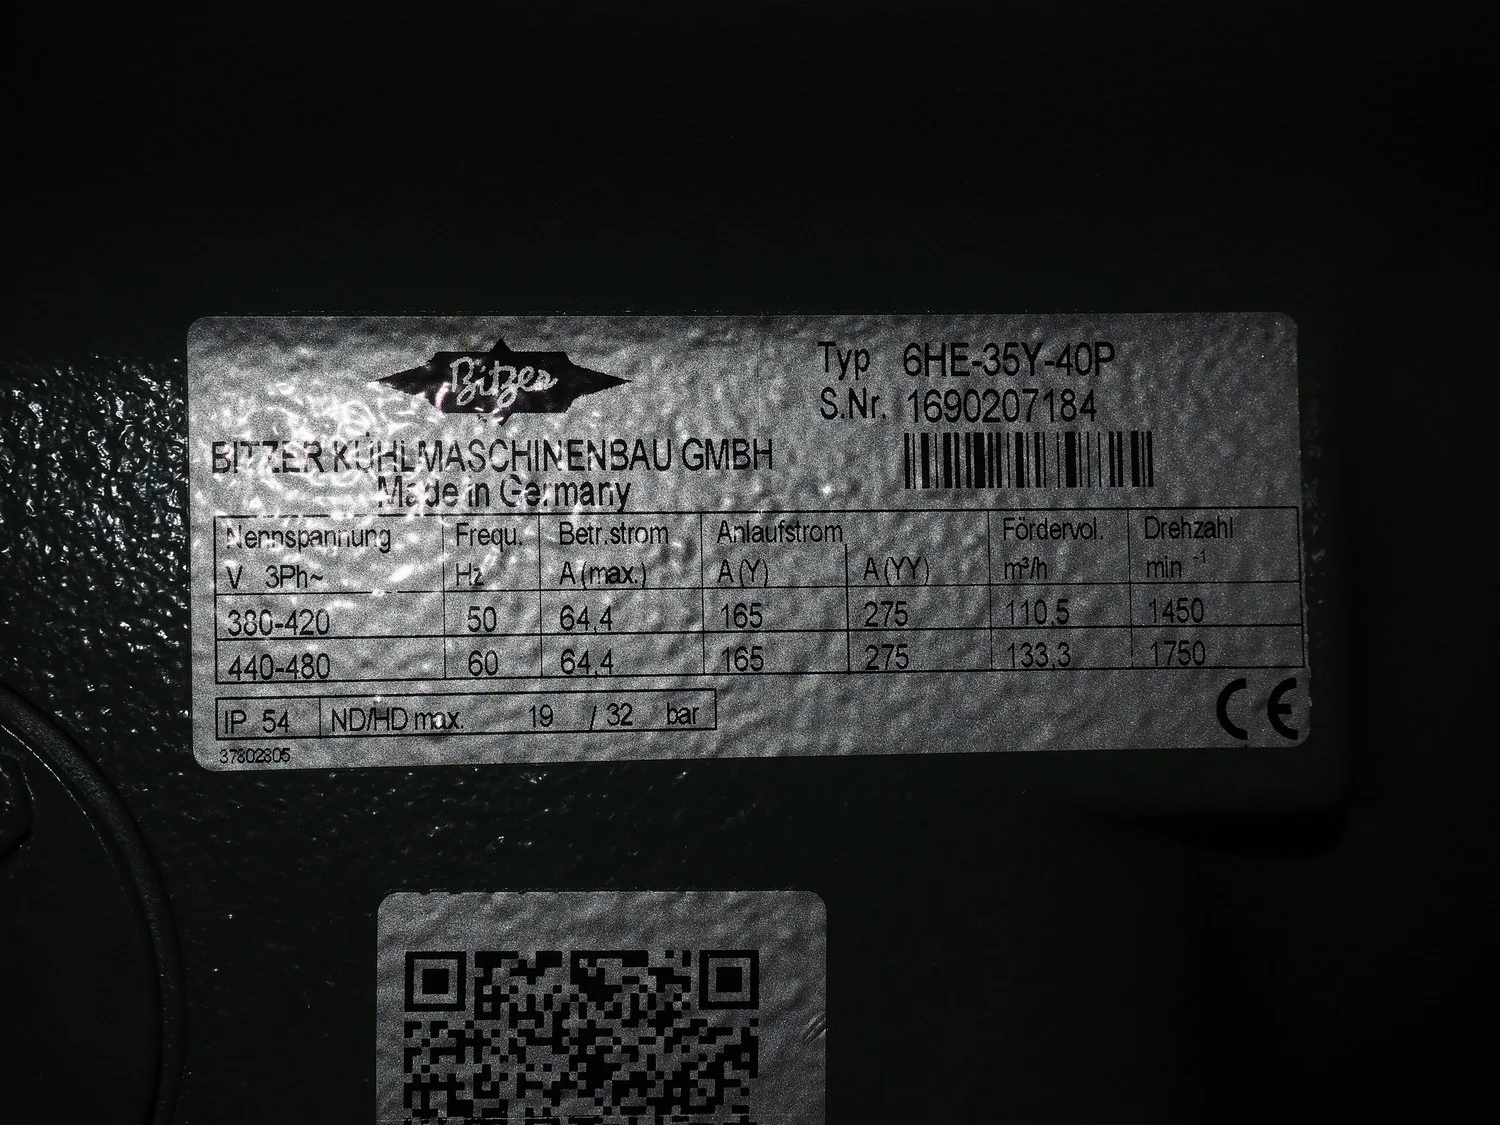 Bitzer
Typ 6HE-35Y-40P
S.Nr. 1690207184
BITZER KÜHLMASCHINENBAU GMBH
Made in Germany
Nennspannung Frequ. Betr.strom Anlaufstrom Fördervol. Drehzahl
V 3Ph~ Hz A (max.) A (Y) A (YY) m³/h min ⁻¹
380-420 50 64,4 165 275 110,5 1450
440-480 60 64,4 165 275 133,3 1750
IP 54 ND/HD max. 19 / 32 bar
CE
37802805